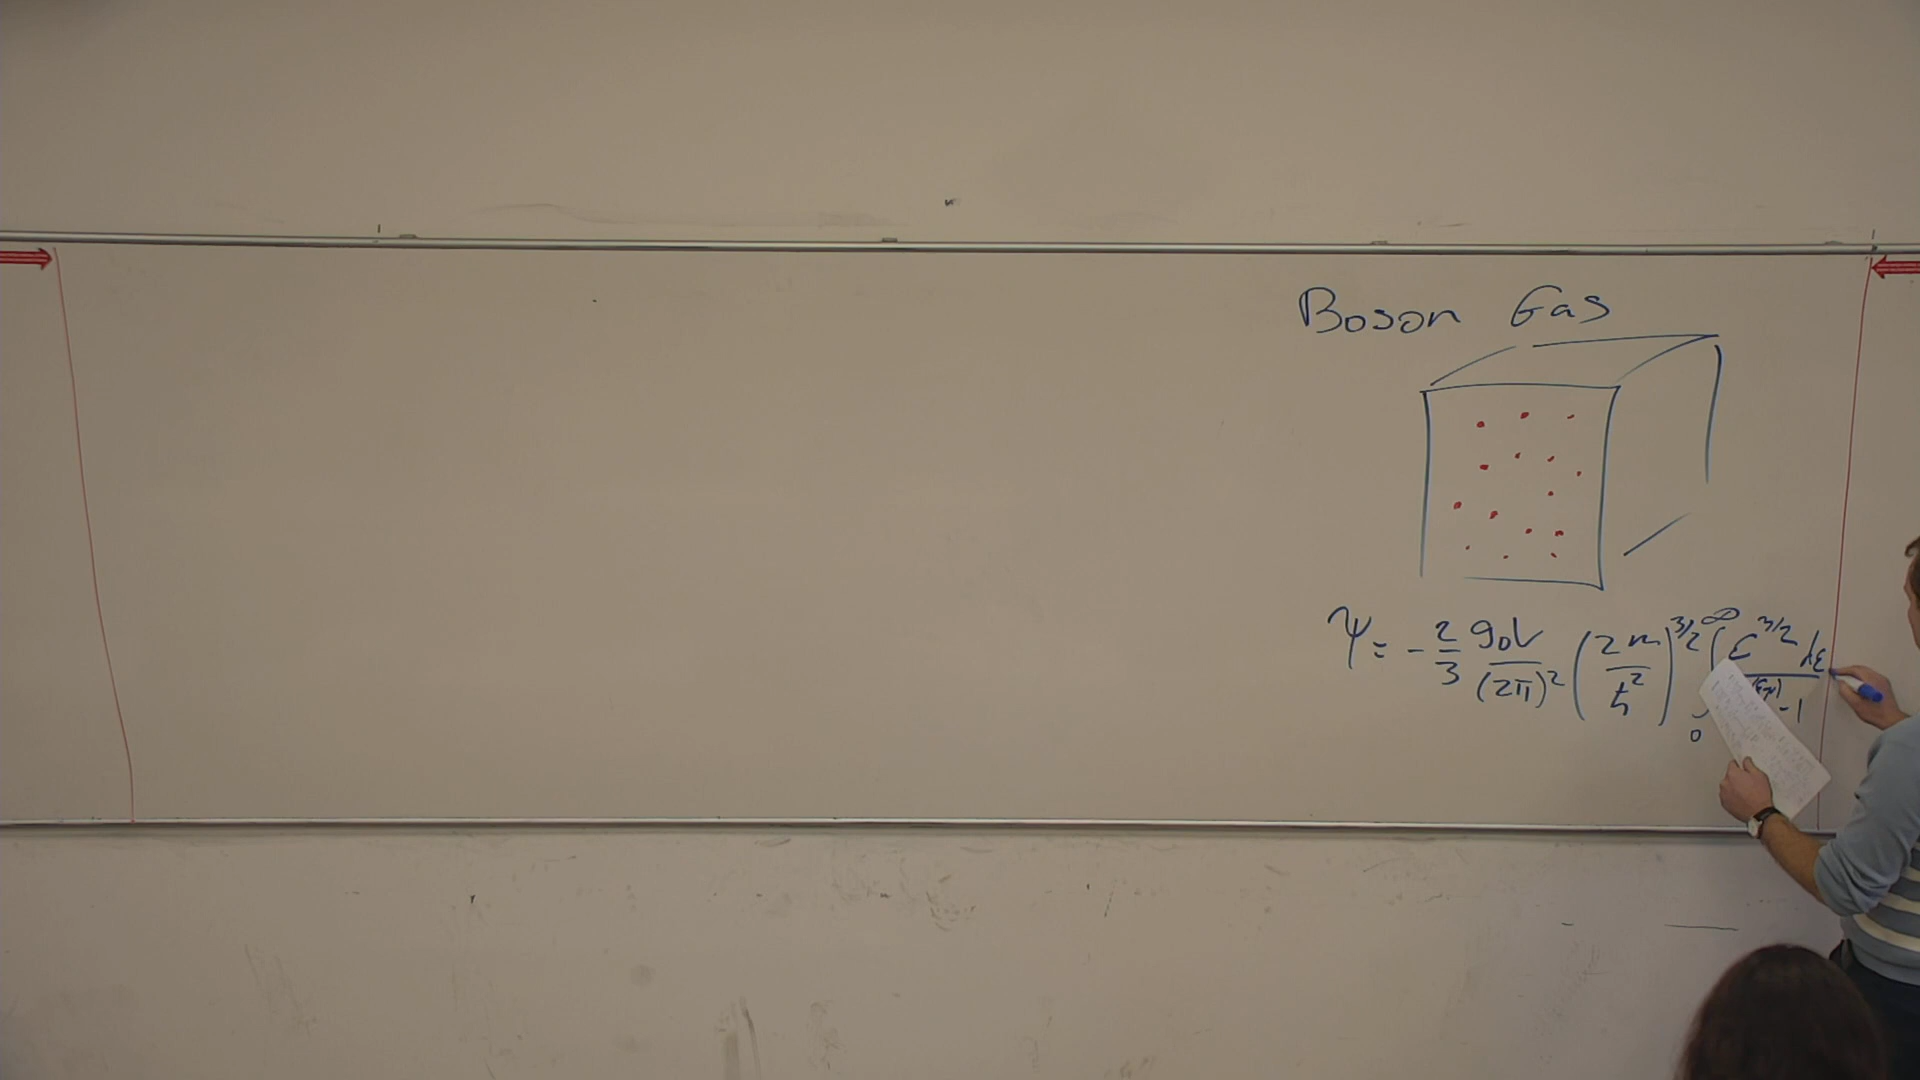 Boson Gas
Ψ = - 2/3 g₀V/(2π)² (2m/ħ²)^3/2 ∫₀^∞ ε^3/2 dε / (ε-μ) -1